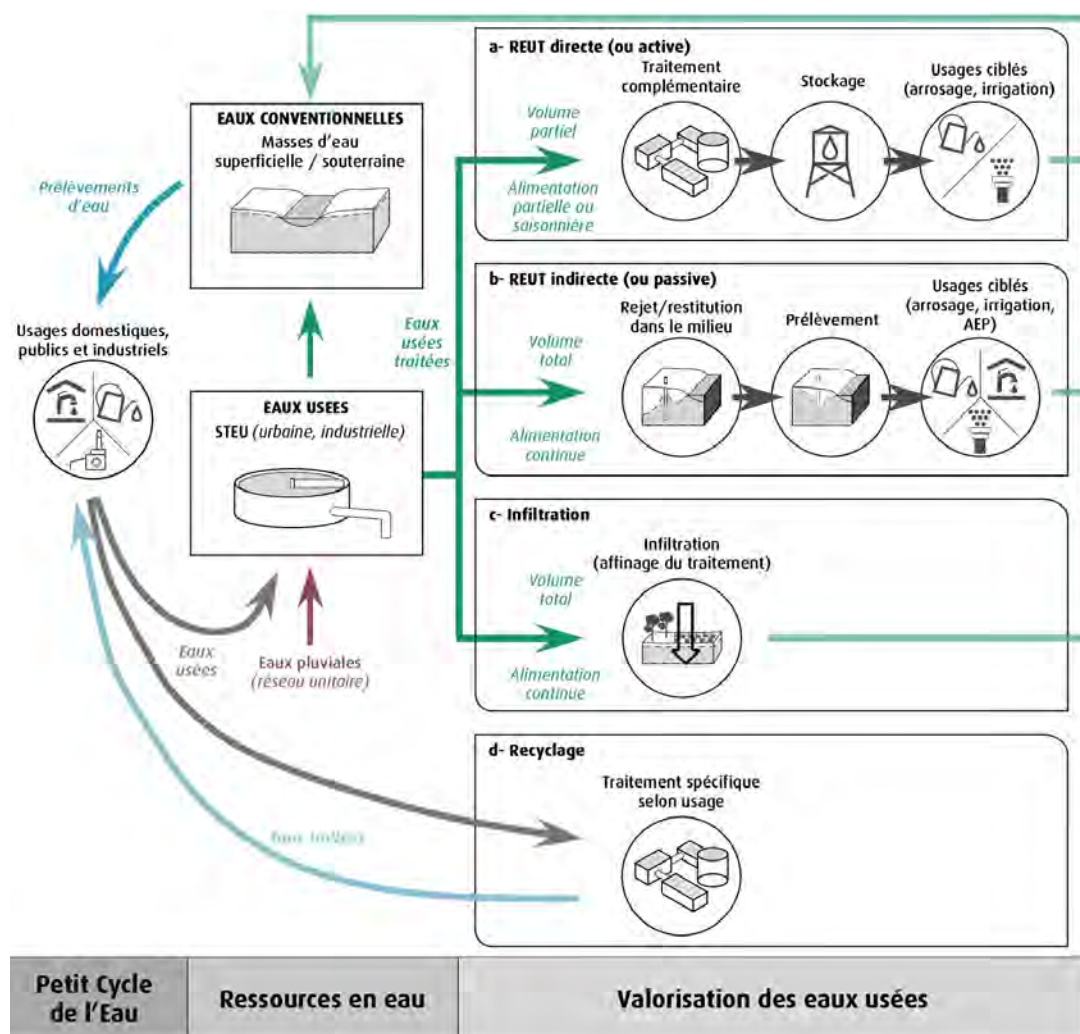 a- REUT directe (ou active)
Traitement
complémentaire
Stockage
Usages ciblés
(arrosage, irrigation)
Volume
partiel
Alimentation
partielle ou
saisonnière
EAUX CONVENTIONNELLES
Masses d'eau
superficielle / souterraine
Prélèvements
d'eau
b- REUT indirecte (ou passive)
Rejet/restitution
dans le milieu
Prélèvement
Usages ciblés
(arrosage, irrigation,
AEP)
Volume
total
Alimentation
continue
Eaux
usées
traitées
Usages domestiques,
publics et industriels
EAUX USEES
STEU (urbaine, industrielle)
c- Infiltration
Infiltration
(affinage du traitement)
Volume
total
Alimentation
continue
Eaux
usées
Eaux pluviales
(réseau unitaire)
d- Recyclage
Traitement spécifique
selon usage
Eaux traitées
Petit Cycle
de l'Eau
Ressources en eau
Valorisation des eaux usées